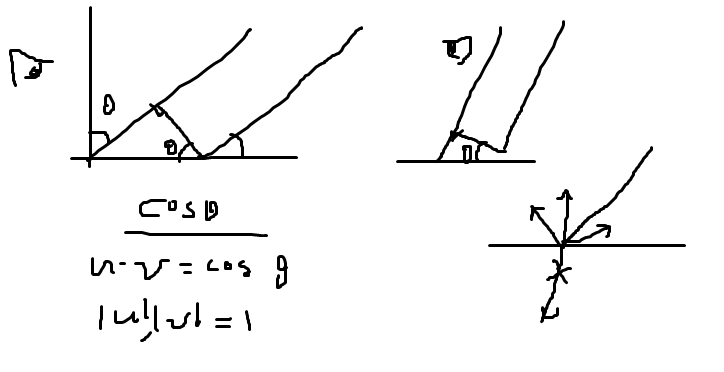 θ
θ
θ
cos θ
u·v = cos θ
|u|,|v| = 1